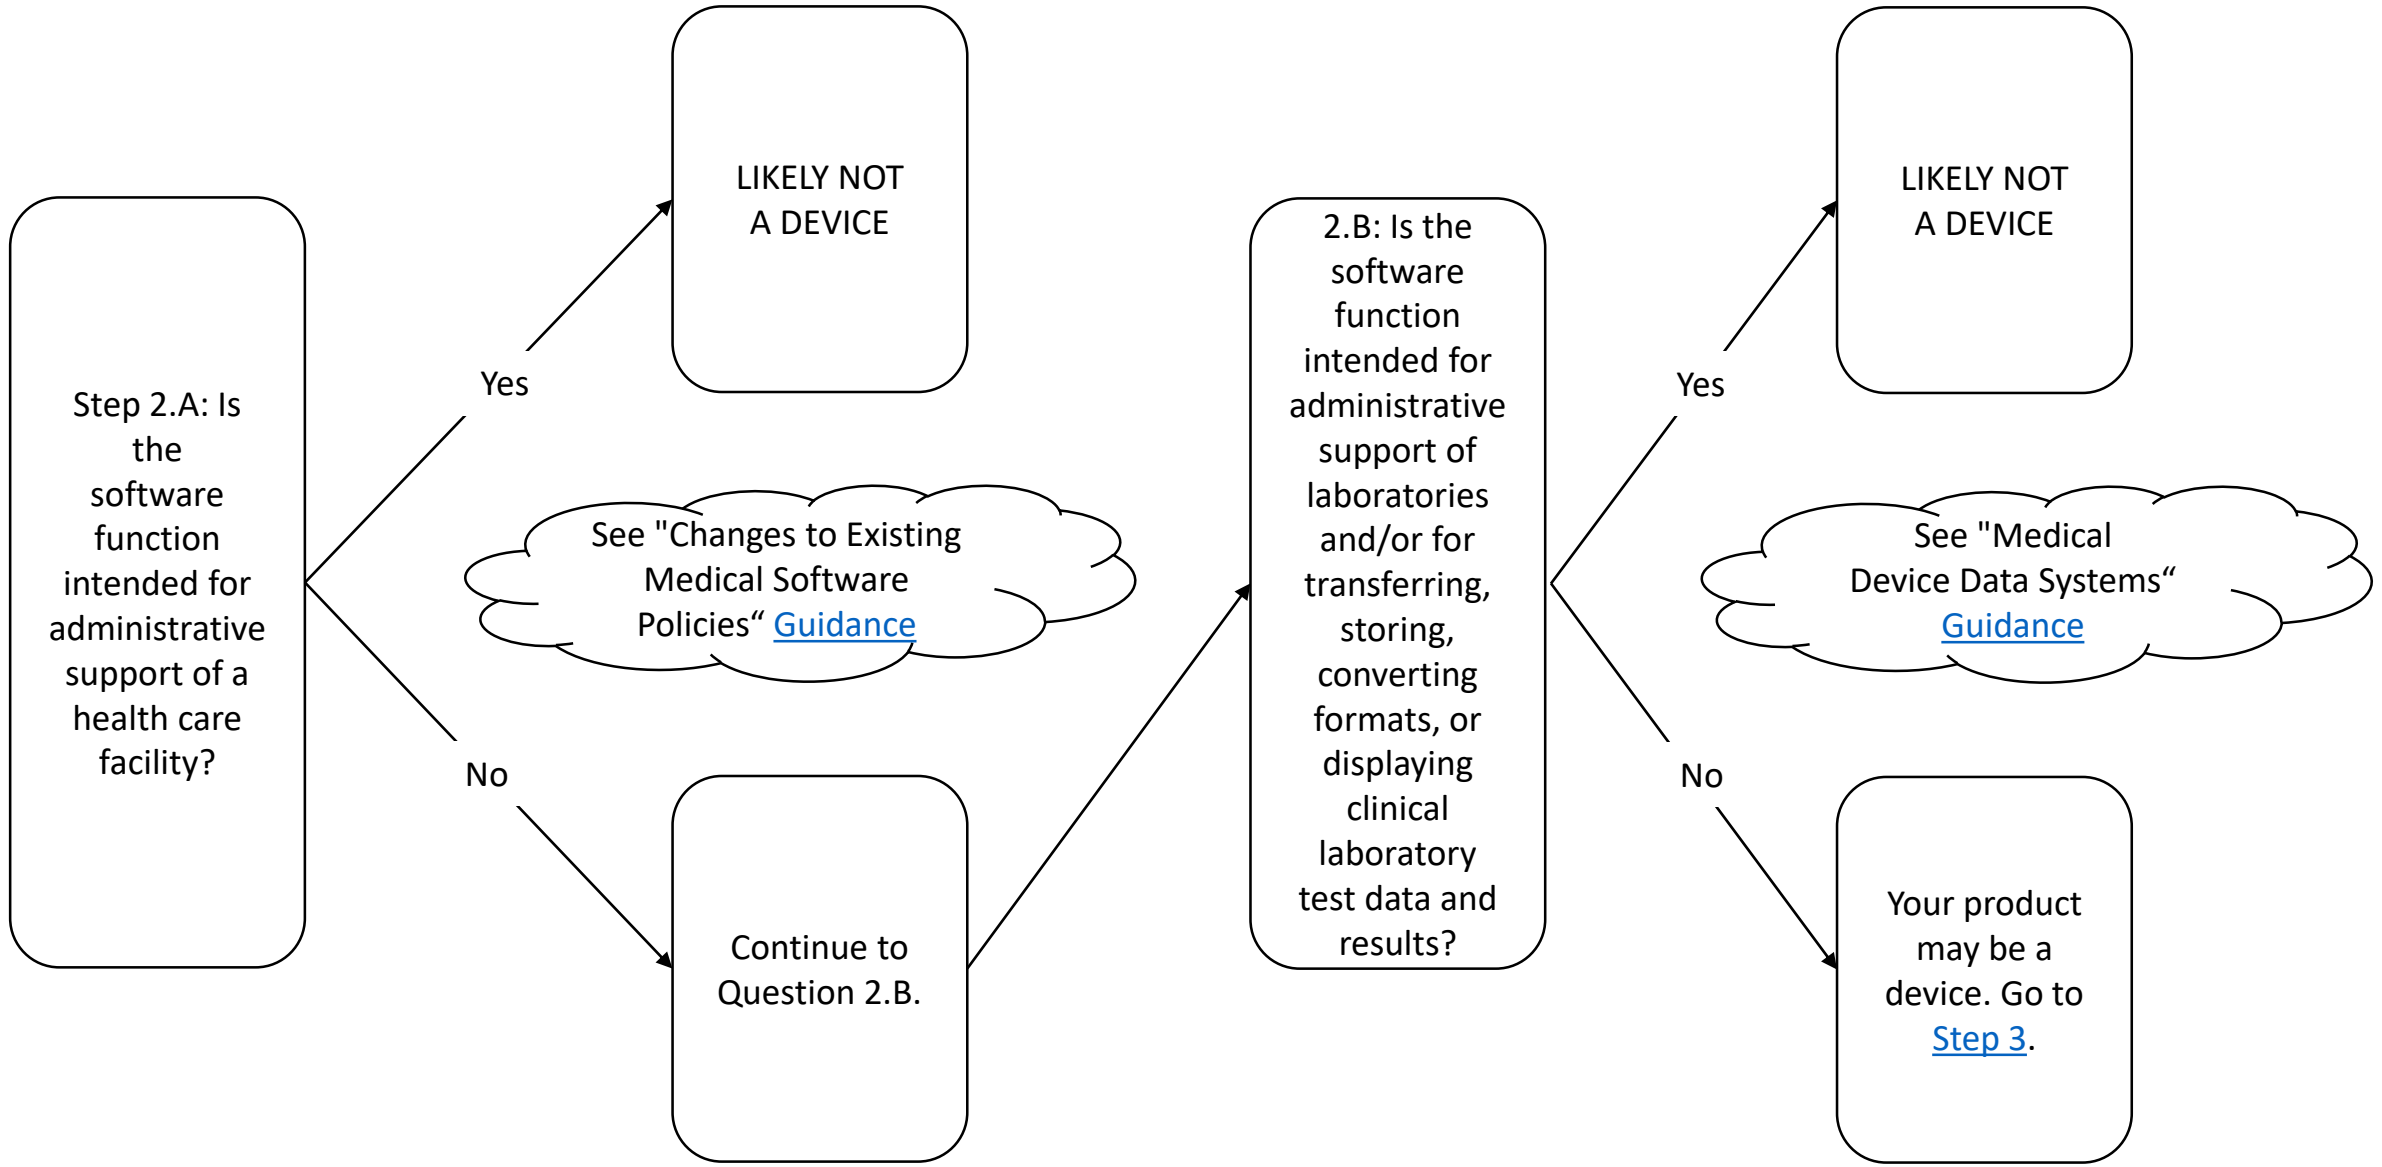 Step 2.A: Is
the
software
function
intended for
administrative
support of a
health care
facility?
Yes
No
LIKELY NOT
A DEVICE
See "Changes to Existing
Medical Software
Policies“ Guidance
Continue to
Question 2.B.
2.B: Is the
software
function
intended for
administrative
support of
laboratories
and/or for
transferring,
storing,
converting
formats, or
displaying
clinical
laboratory
test data and
results?
Yes
No
LIKELY NOT
A DEVICE
See "Medical
Device Data Systems“
Guidance
Your product
may be a
device. Go to
Step 3.